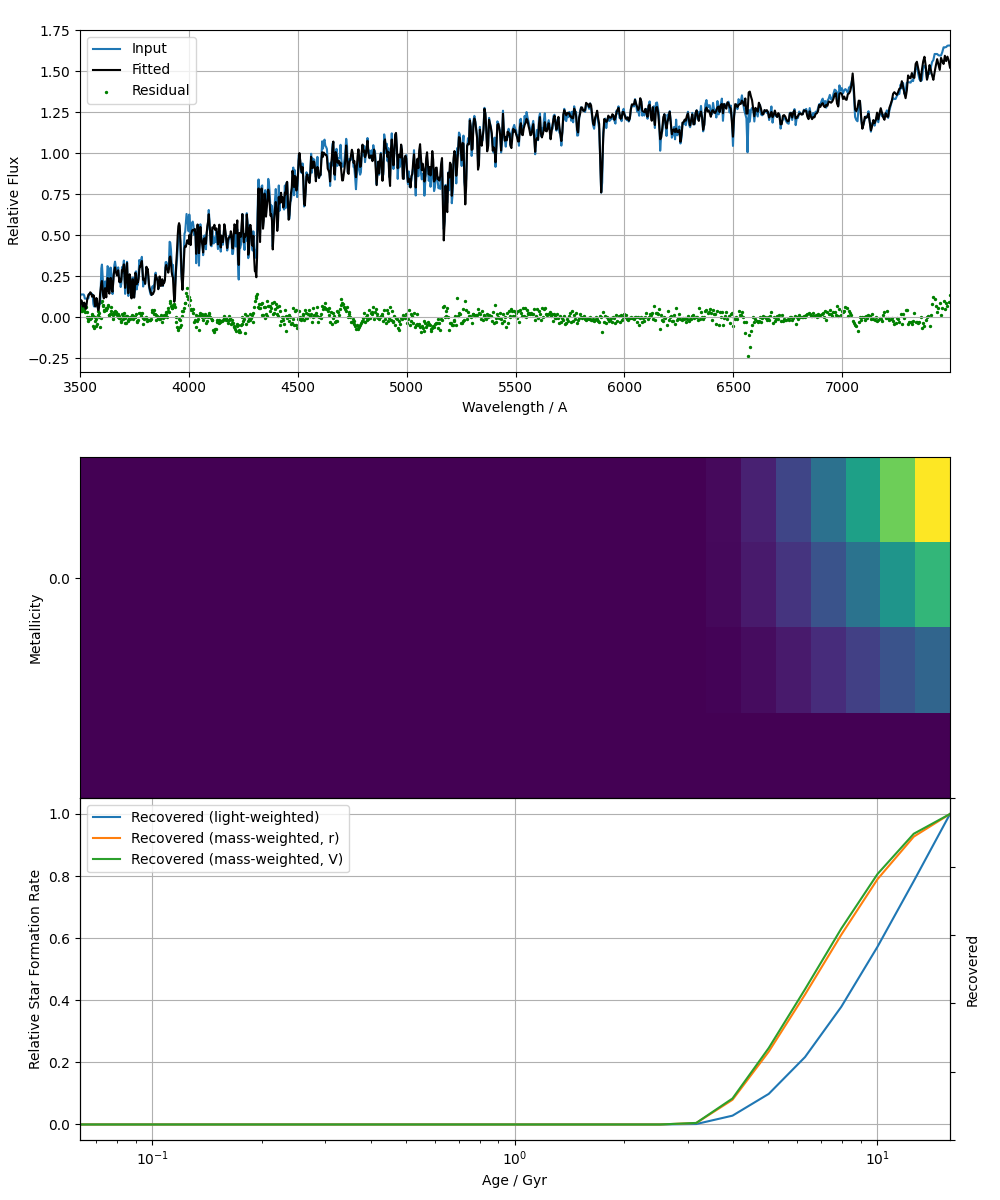 1.75
1.50
1.25
1.00
0.75
0.50
0.25
0.00
−0.25
Relative Flux
Input
Fitted
Residual
3500 4000 4500 5000 5500 6000 6500 7000
Wavelength / A
0.0
Metallicity
1.0
0.8
0.6
0.4
0.2
0.0
Relative Star Formation Rate
Recovered (light-weighted)
Recovered (mass-weighted, r)
Recovered (mass-weighted, V)
Recovered
10⁻¹ 10⁰ 10¹
Age / Gyr